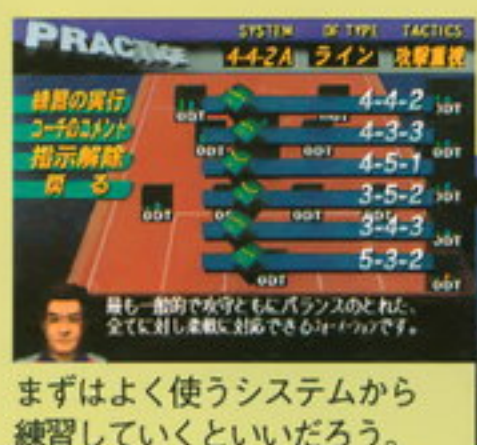 PRACTICE
SYSTEM DF TYPE TACTICS
4-4-2A ライン 攻撃重視
練習の実行
コーチのコメント
指示解除
戻る
4-4-2
4-3-3
4-5-1
3-5-2
3-4-3
5-3-2
最も一般的で攻守ともにバランスのとれた、
全てに対し柔軟に対応できるフォーメーションです。
まずはよく使うシステムから
練習していくといいだろう。